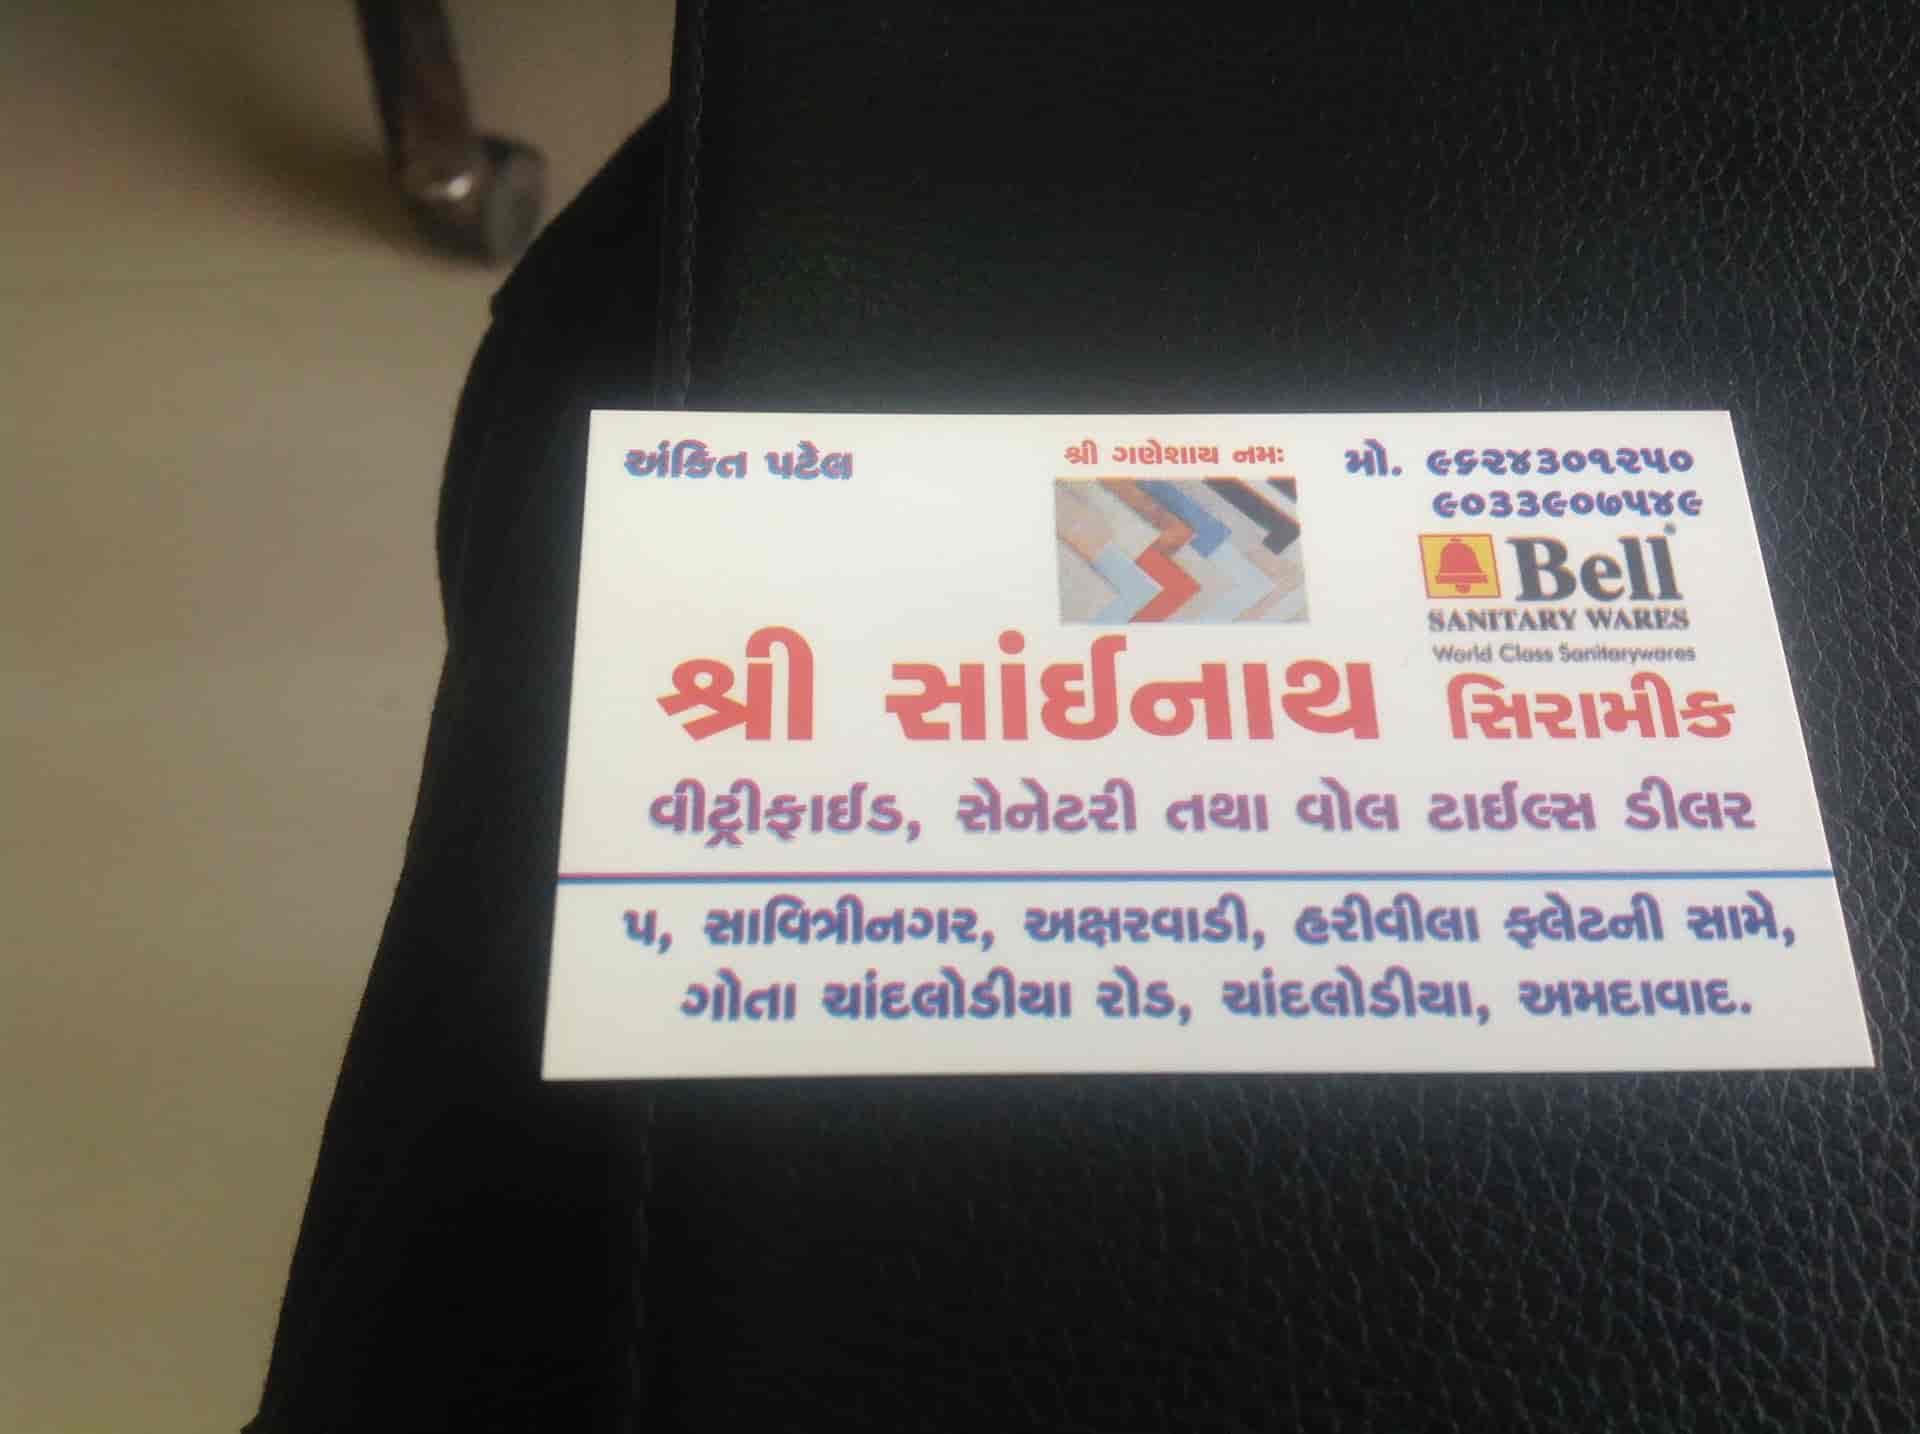 અંકિત પટેલ
શ્રી ગણેશાય નમઃ
મો. ૯૬૨૪૩૦૧૨૫૦
૯૦૩૩૯૦૭૫૪૯
Bell®
SANITARY WARES
World Class Sanitarywares
શ્રી સાંઈનાથ સિરામીક
વીટ્રીફાઈડ, સેનેટરી તથા વોલ ટાઈલ્સ ડીલર
૫, સાવિત્રીનગર, અક્ષરવાડી, હરીવીલા ફ્લેટની સામે,
ગોતા ચાંદલોડીયા રોડ, ચાંદલોડીયા, અમદાવાદ.